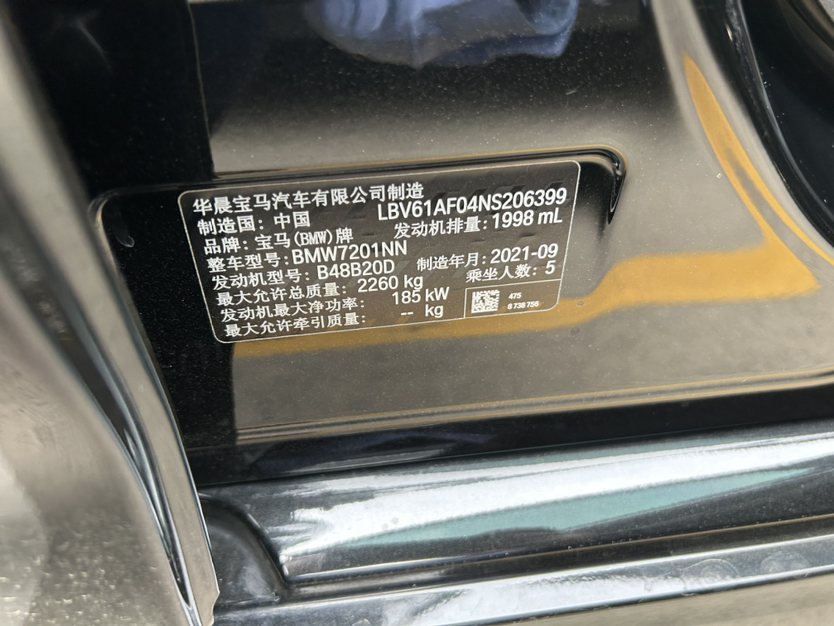 华晨宝马汽车有限公司制造
制造国: 中国 LBV61AF04NS206399
品牌: 宝马(BMW)牌 发动机排量: 1998 mL
整车型号: BMW7201NN
发动机型号: B48B20D 制造年月: 2021-09
最大允许总质量: 2260 kg 乘坐人数: 5
发动机最大净功率: 185 kW
最大允许牵引质量: -- kg
475
8 738 756